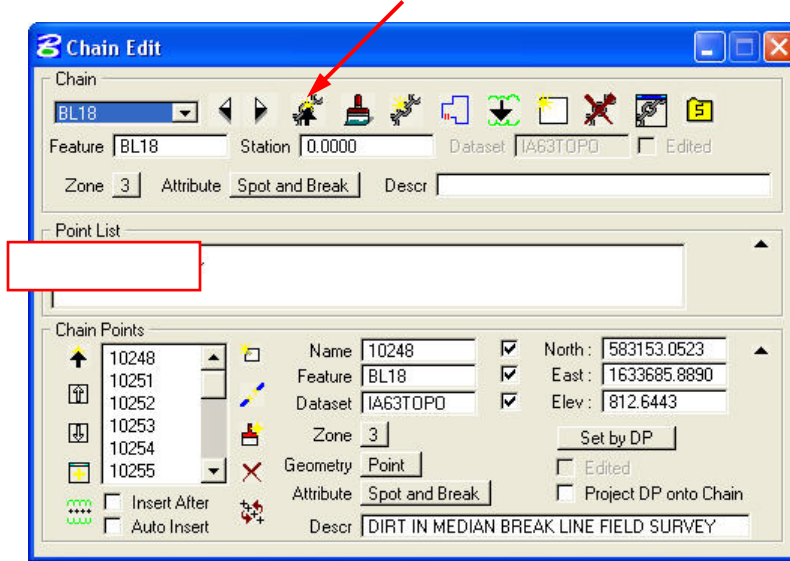 Chain Edit
Chain
BL18
Feature BL18 Station 0.0000 Dataset IA63TOPO Edited
Zone 3 Attribute Spot and Break Descr
Point List
Chain Points
10248
10251
10252
10253
10254
10255
Insert After
Auto Insert
Name 10248
Feature BL18
Dataset IA63TOPO
Zone 3
Geometry Point
Attribute Spot and Break
Descr DIRT IN MEDIAN BREAK LINE FIELD SURVEY
North : 583153.0523
East : 1633685.8890
Elev : 812.6443
Set by DP
Edited
Project DP onto Chain